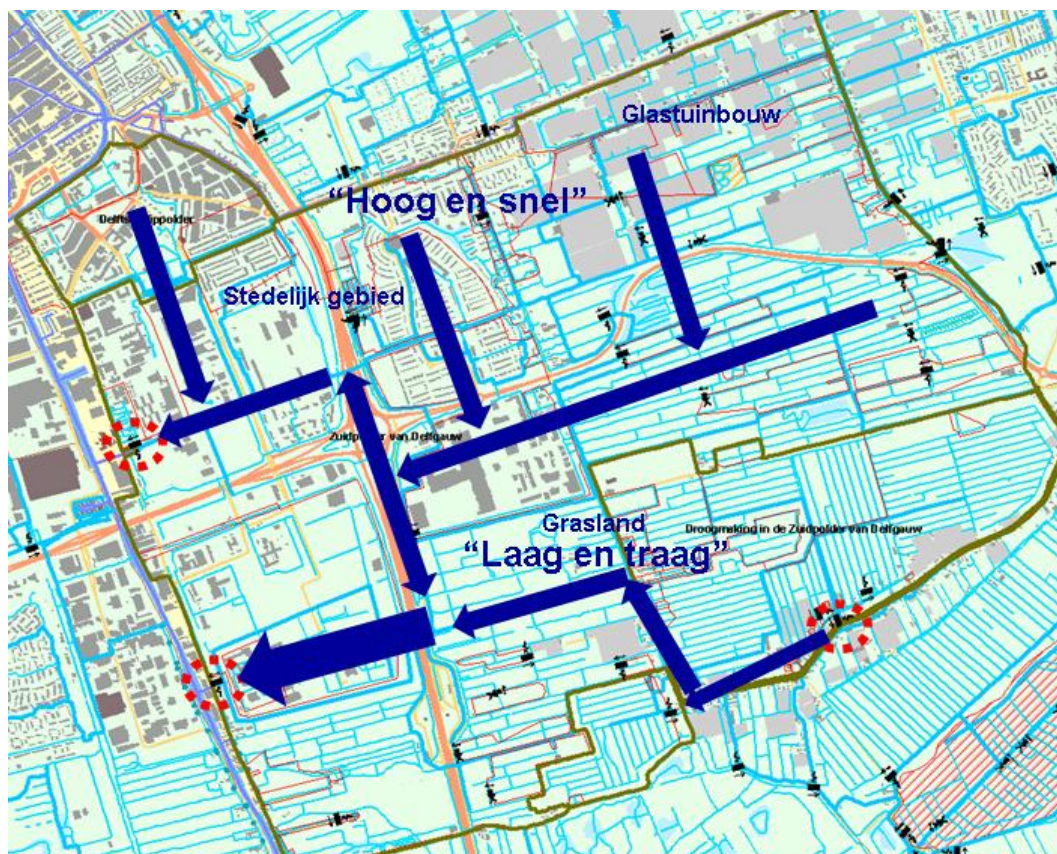 Glastuinbouw
“Hoog en snel”
Stedelijk gebied
Zuidpolder van Delfgauw
Grasland
Droogmaking in de Zuidpolder van Delfgauw
“Laag en traag”